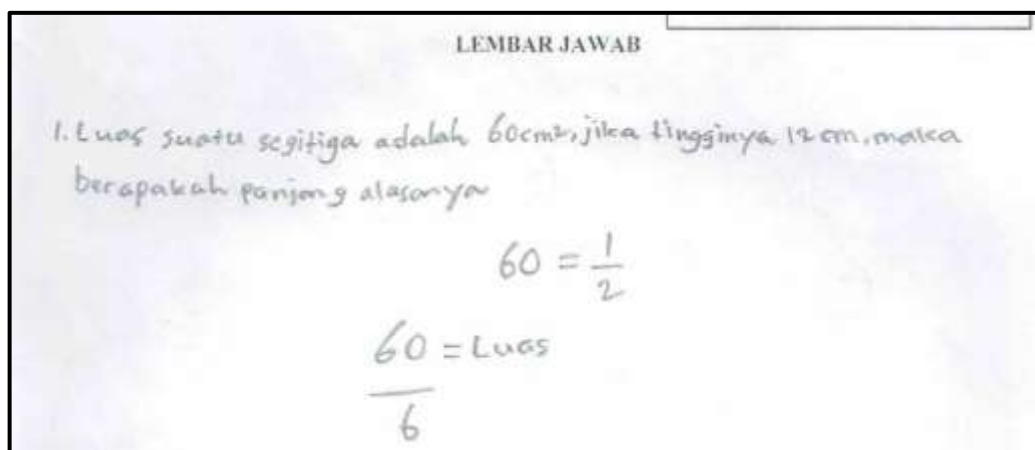 LEMBAR JAWAB
1. Luas suatu segitiga adalah 60cm², jika tingginya 12 cm, maka
berapakah panjang alasanya
60 = 1/2
60 = Luas
6